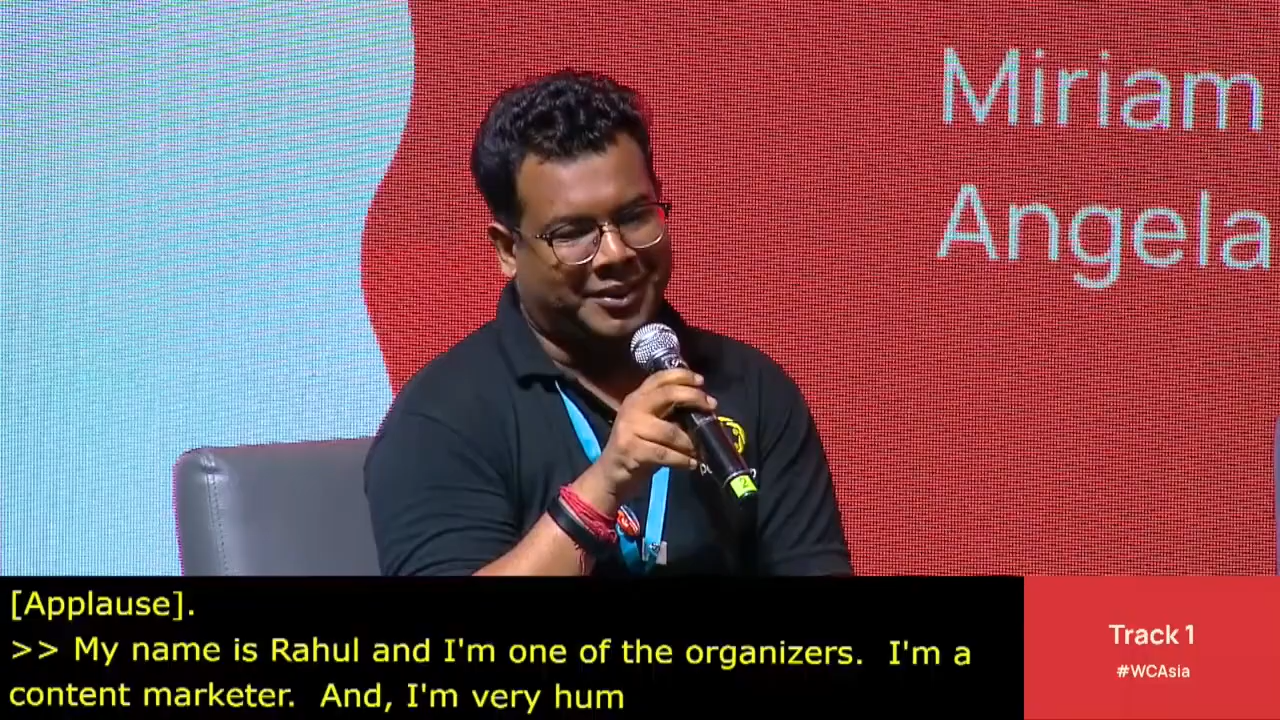 Miriam
Angela
2
[Applause].
>> My name is Rahul and I'm one of the organizers.  I'm a
content marketer.  And, I'm very hum
Track 1
#WCAsia